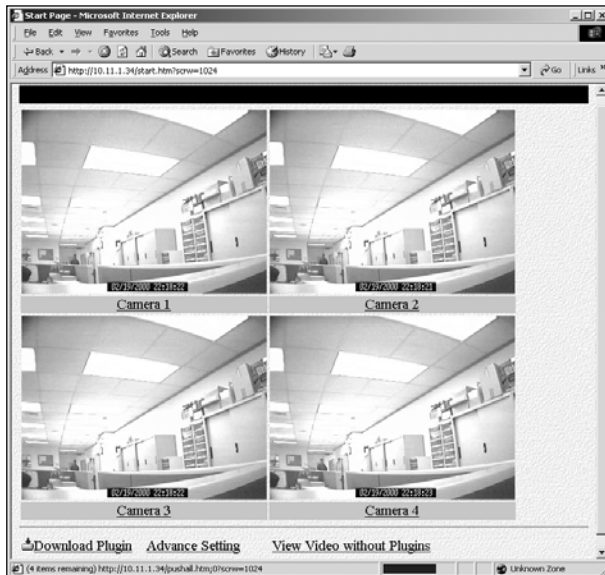 Start Page - Microsoft Internet Explorer
File Edit View Favorites Tools Help
Back Search Favorites History
Address http://10.11.1.34/start.htm?scrw=1024 Go Links »
02/19/2000 22:18:22 02/19/2000 22:18:21
Camera 1 Camera 2
02/19/2000 22:18:22 02/19/2000 22:18:23
Camera 3 Camera 4
Download Plugin Advance Setting View Video without Plugins
(4 items remaining) http://10.11.1.34/pushall.htm;0?scrw=1024 Unknown Zone